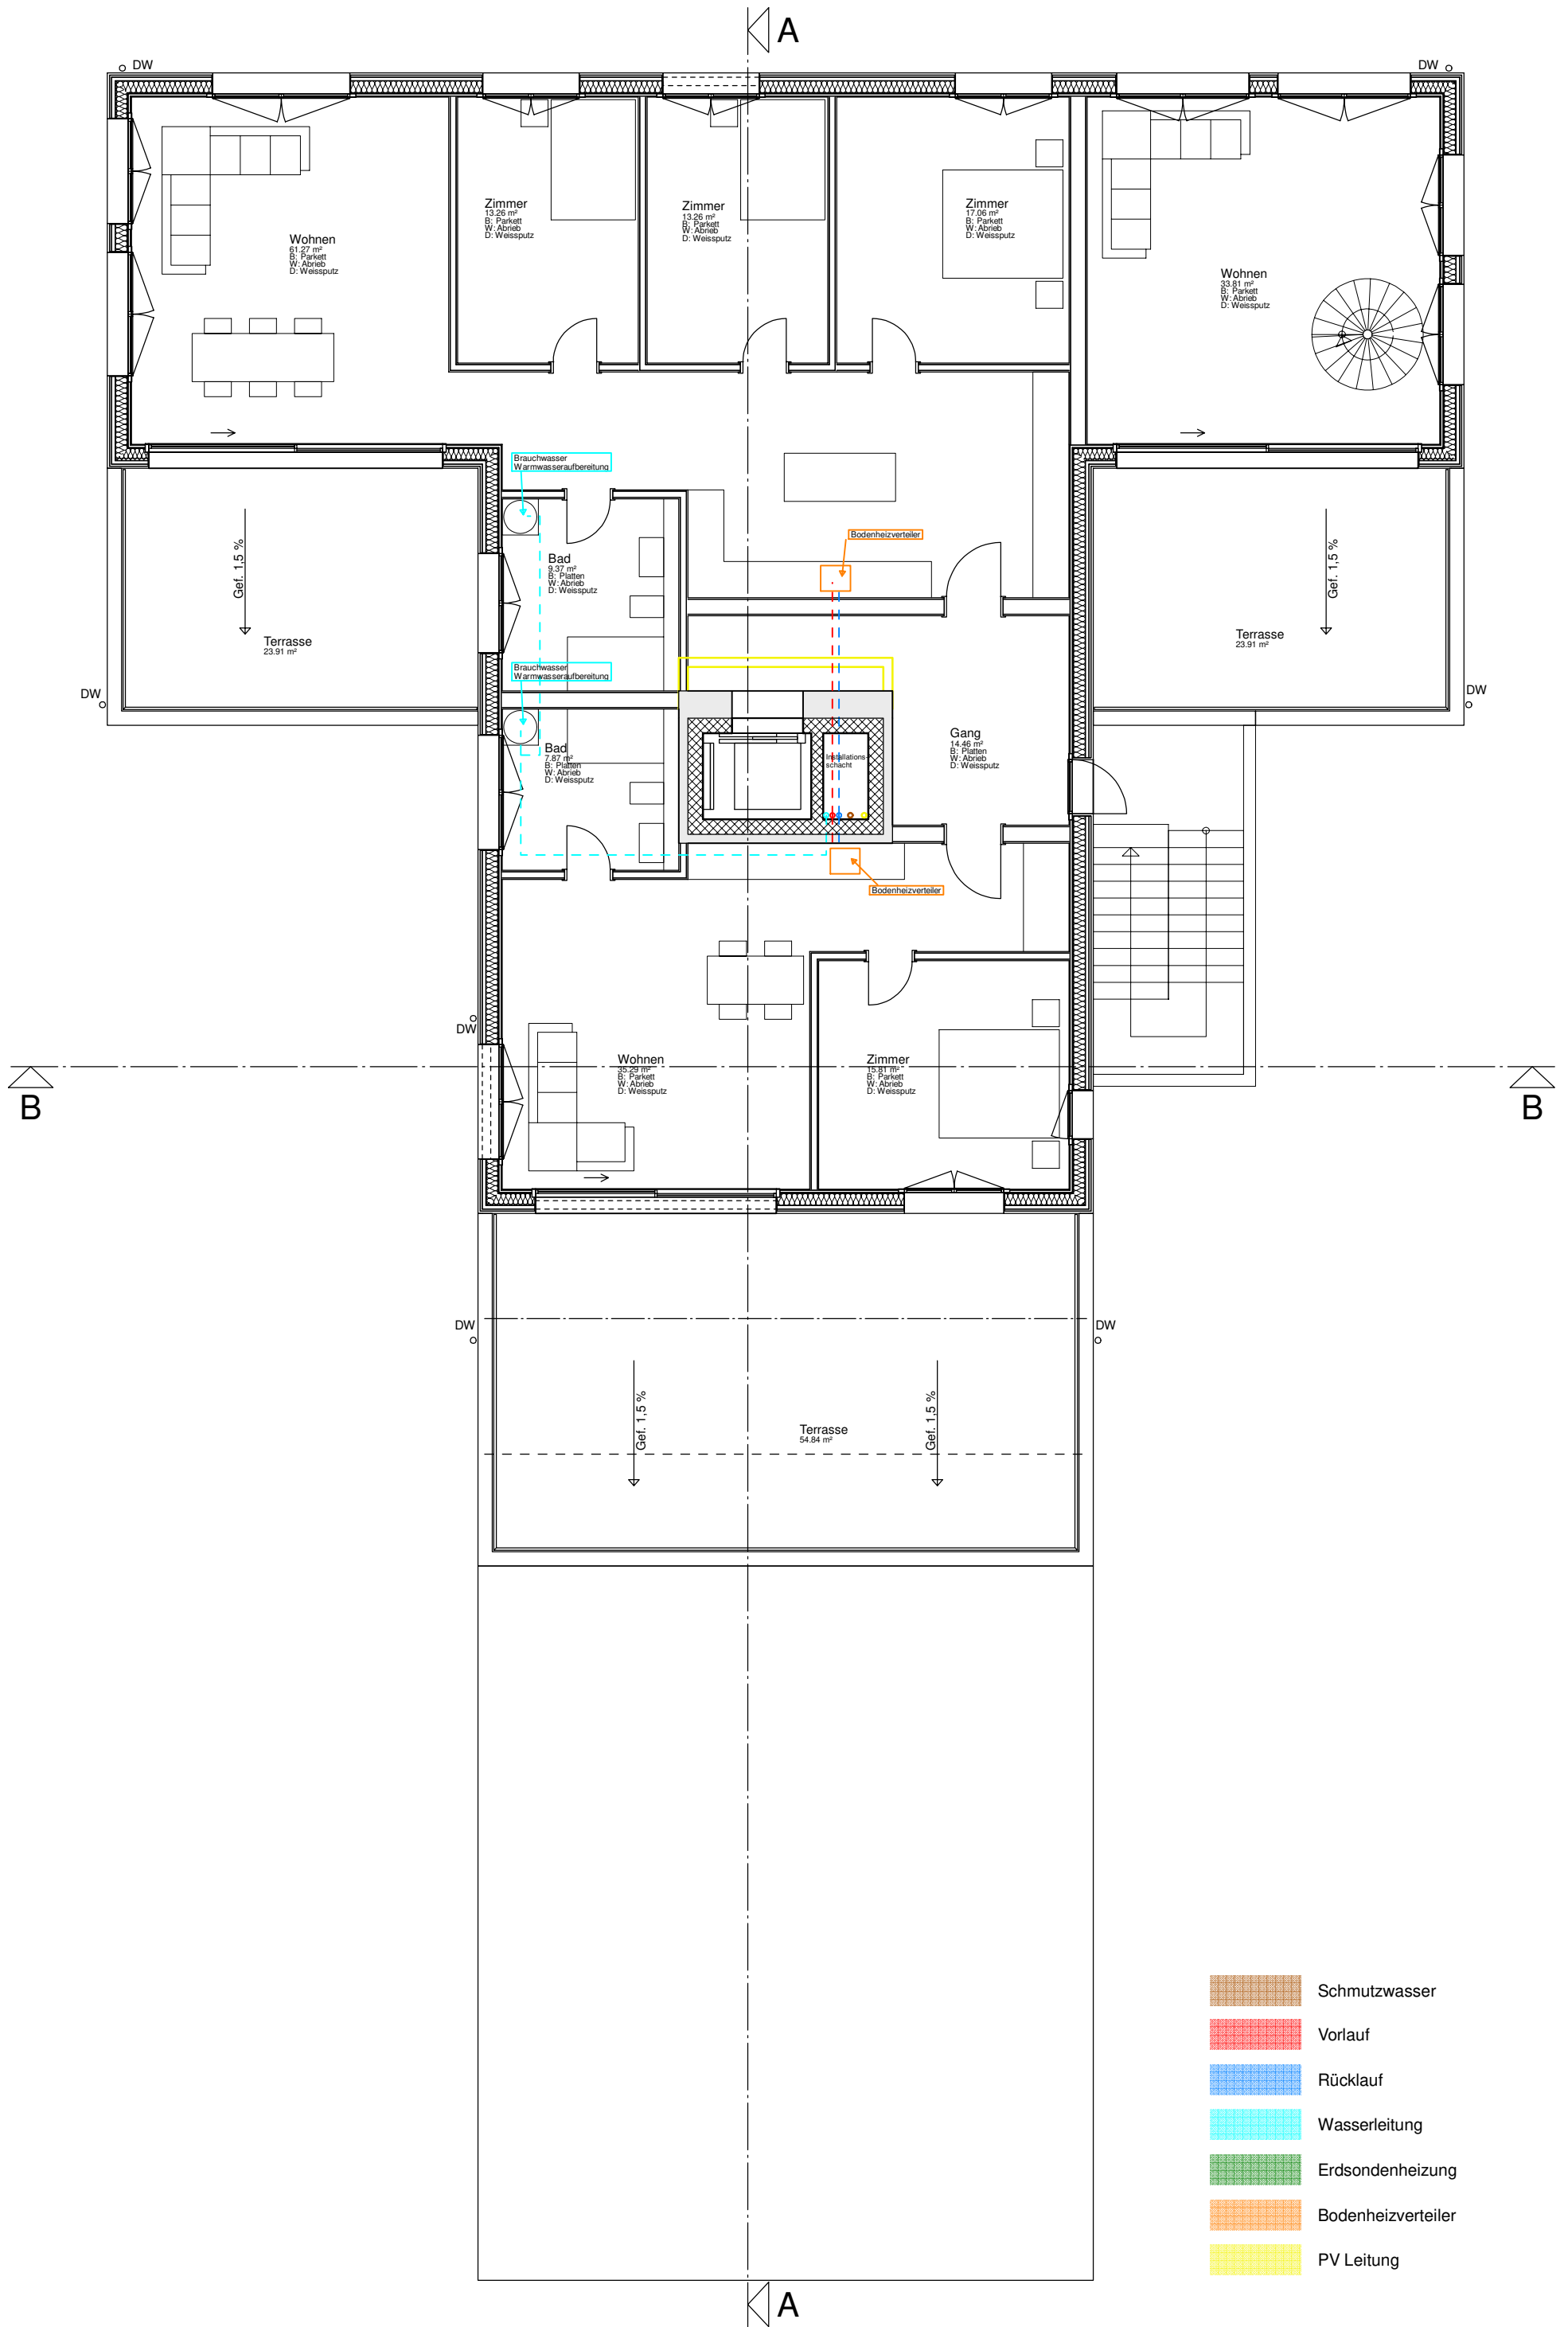 A
DW
DW
Zimmer
13.26 m²
B: Parkett
W: Abrieb
D: Weissputz
Zimmer
13.26 m²
B: Parkett
W: Abrieb
D: Weissputz
Zimmer
17.06 m²
B: Parkett
W: Abrieb
D: Weissputz
Wohnen
61.27 m²
B: Parkett
W: Abrieb
D: Weissputz
Wohnen
33.81 m²
B: Parkett
W: Abrieb
D: Weissputz
Brauchwasser
Warmwasseraufbereitung
Bodenheizverteiler
Gef. 1,5 %
Bad
9.37 m²
B: Platten
W: Abrieb
D: Weissputz
Gef. 1,5 %
Terrasse
23.91 m²
Terrasse
23.91 m²
Brauchwasser
Warmwasseraufbereitung
DW
DW
Bad
7.87 m²
B: Platten
W: Abrieb
D: Weissputz
Installations-
schacht
Gang
14.46 m²
B: Platten
W: Abrieb
D: Weissputz
Bodenheizverteiler
DW
Wohnen
35.29 m²
B: Parkett
W: Abrieb
D: Weissputz
Zimmer
15.81 m²
B: Parkett
W: Abrieb
D: Weissputz
B
B
DW
DW
Gef. 1,5 %
Gef. 1,5 %
Terrasse
54.84 m²
Schmutzwasser
Vorlauf
Rücklauf
Wasserleitung
Erdsondenheizung
Bodenheizverteiler
PV Leitung
A